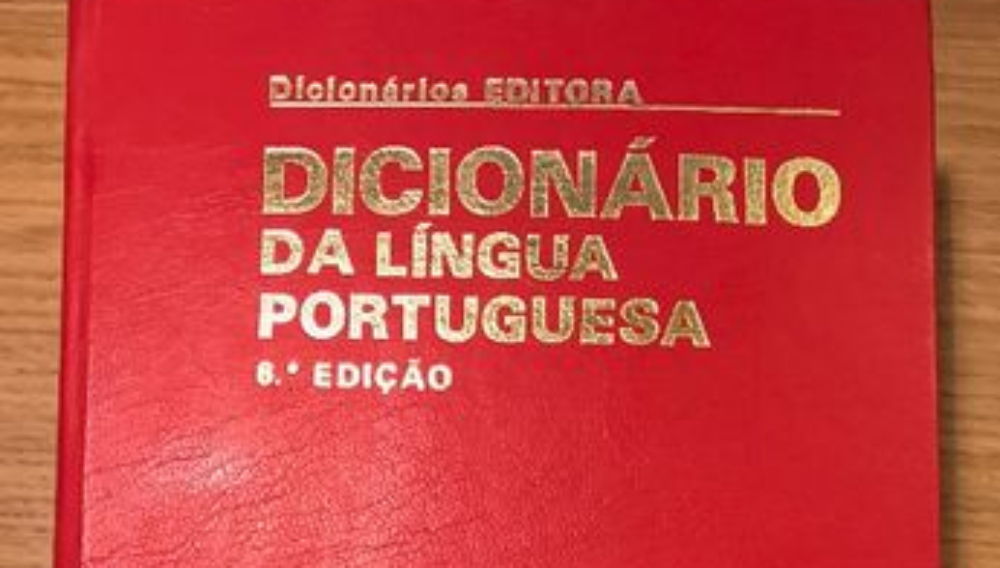 Dicionários EDITORA
DICIONÁRIO
DA LÍNGUA
PORTUGUESA
6.ª EDIÇÃO